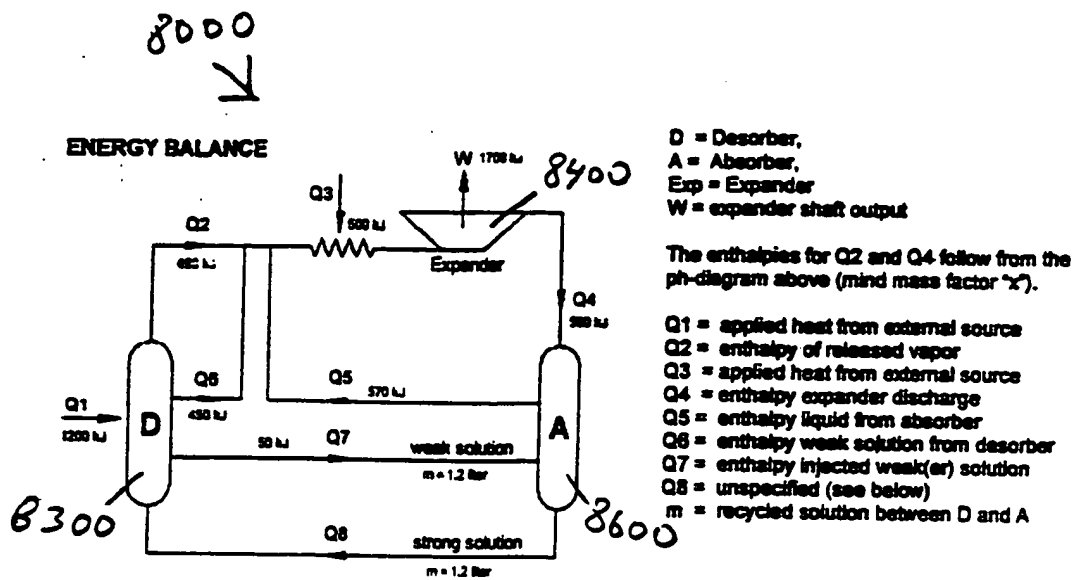 8000
ENERGY BALANCE
D = Desorber,
A = Absorber,
Exp = Expander
W = expander shaft output
The enthalpies for Q2 and Q4 follow from the
ph-diagram above (mind mass factor "x").
Q1 = applied heat from external source
Q2 = enthalpy of released vapor
Q3 = applied heat from external source
Q4 = enthalpy expander discharge
Q5 = enthalpy liquid from absorber
Q6 = enthalpy weak solution from desorber
Q7 = enthalpy injected weak(er) solution
Q8 = unspecified (see below)
m = recycled solution between D and A
W
8400
Q3
500 kJ
Q2
Expander
Q4
Q6
450 kJ
Q5
570 kJ
Q1
D
A
50 kJ
Q7
weak solution
m = 1.2 liter
8300
8600
Q8
strong solution
m = 1.2 liter